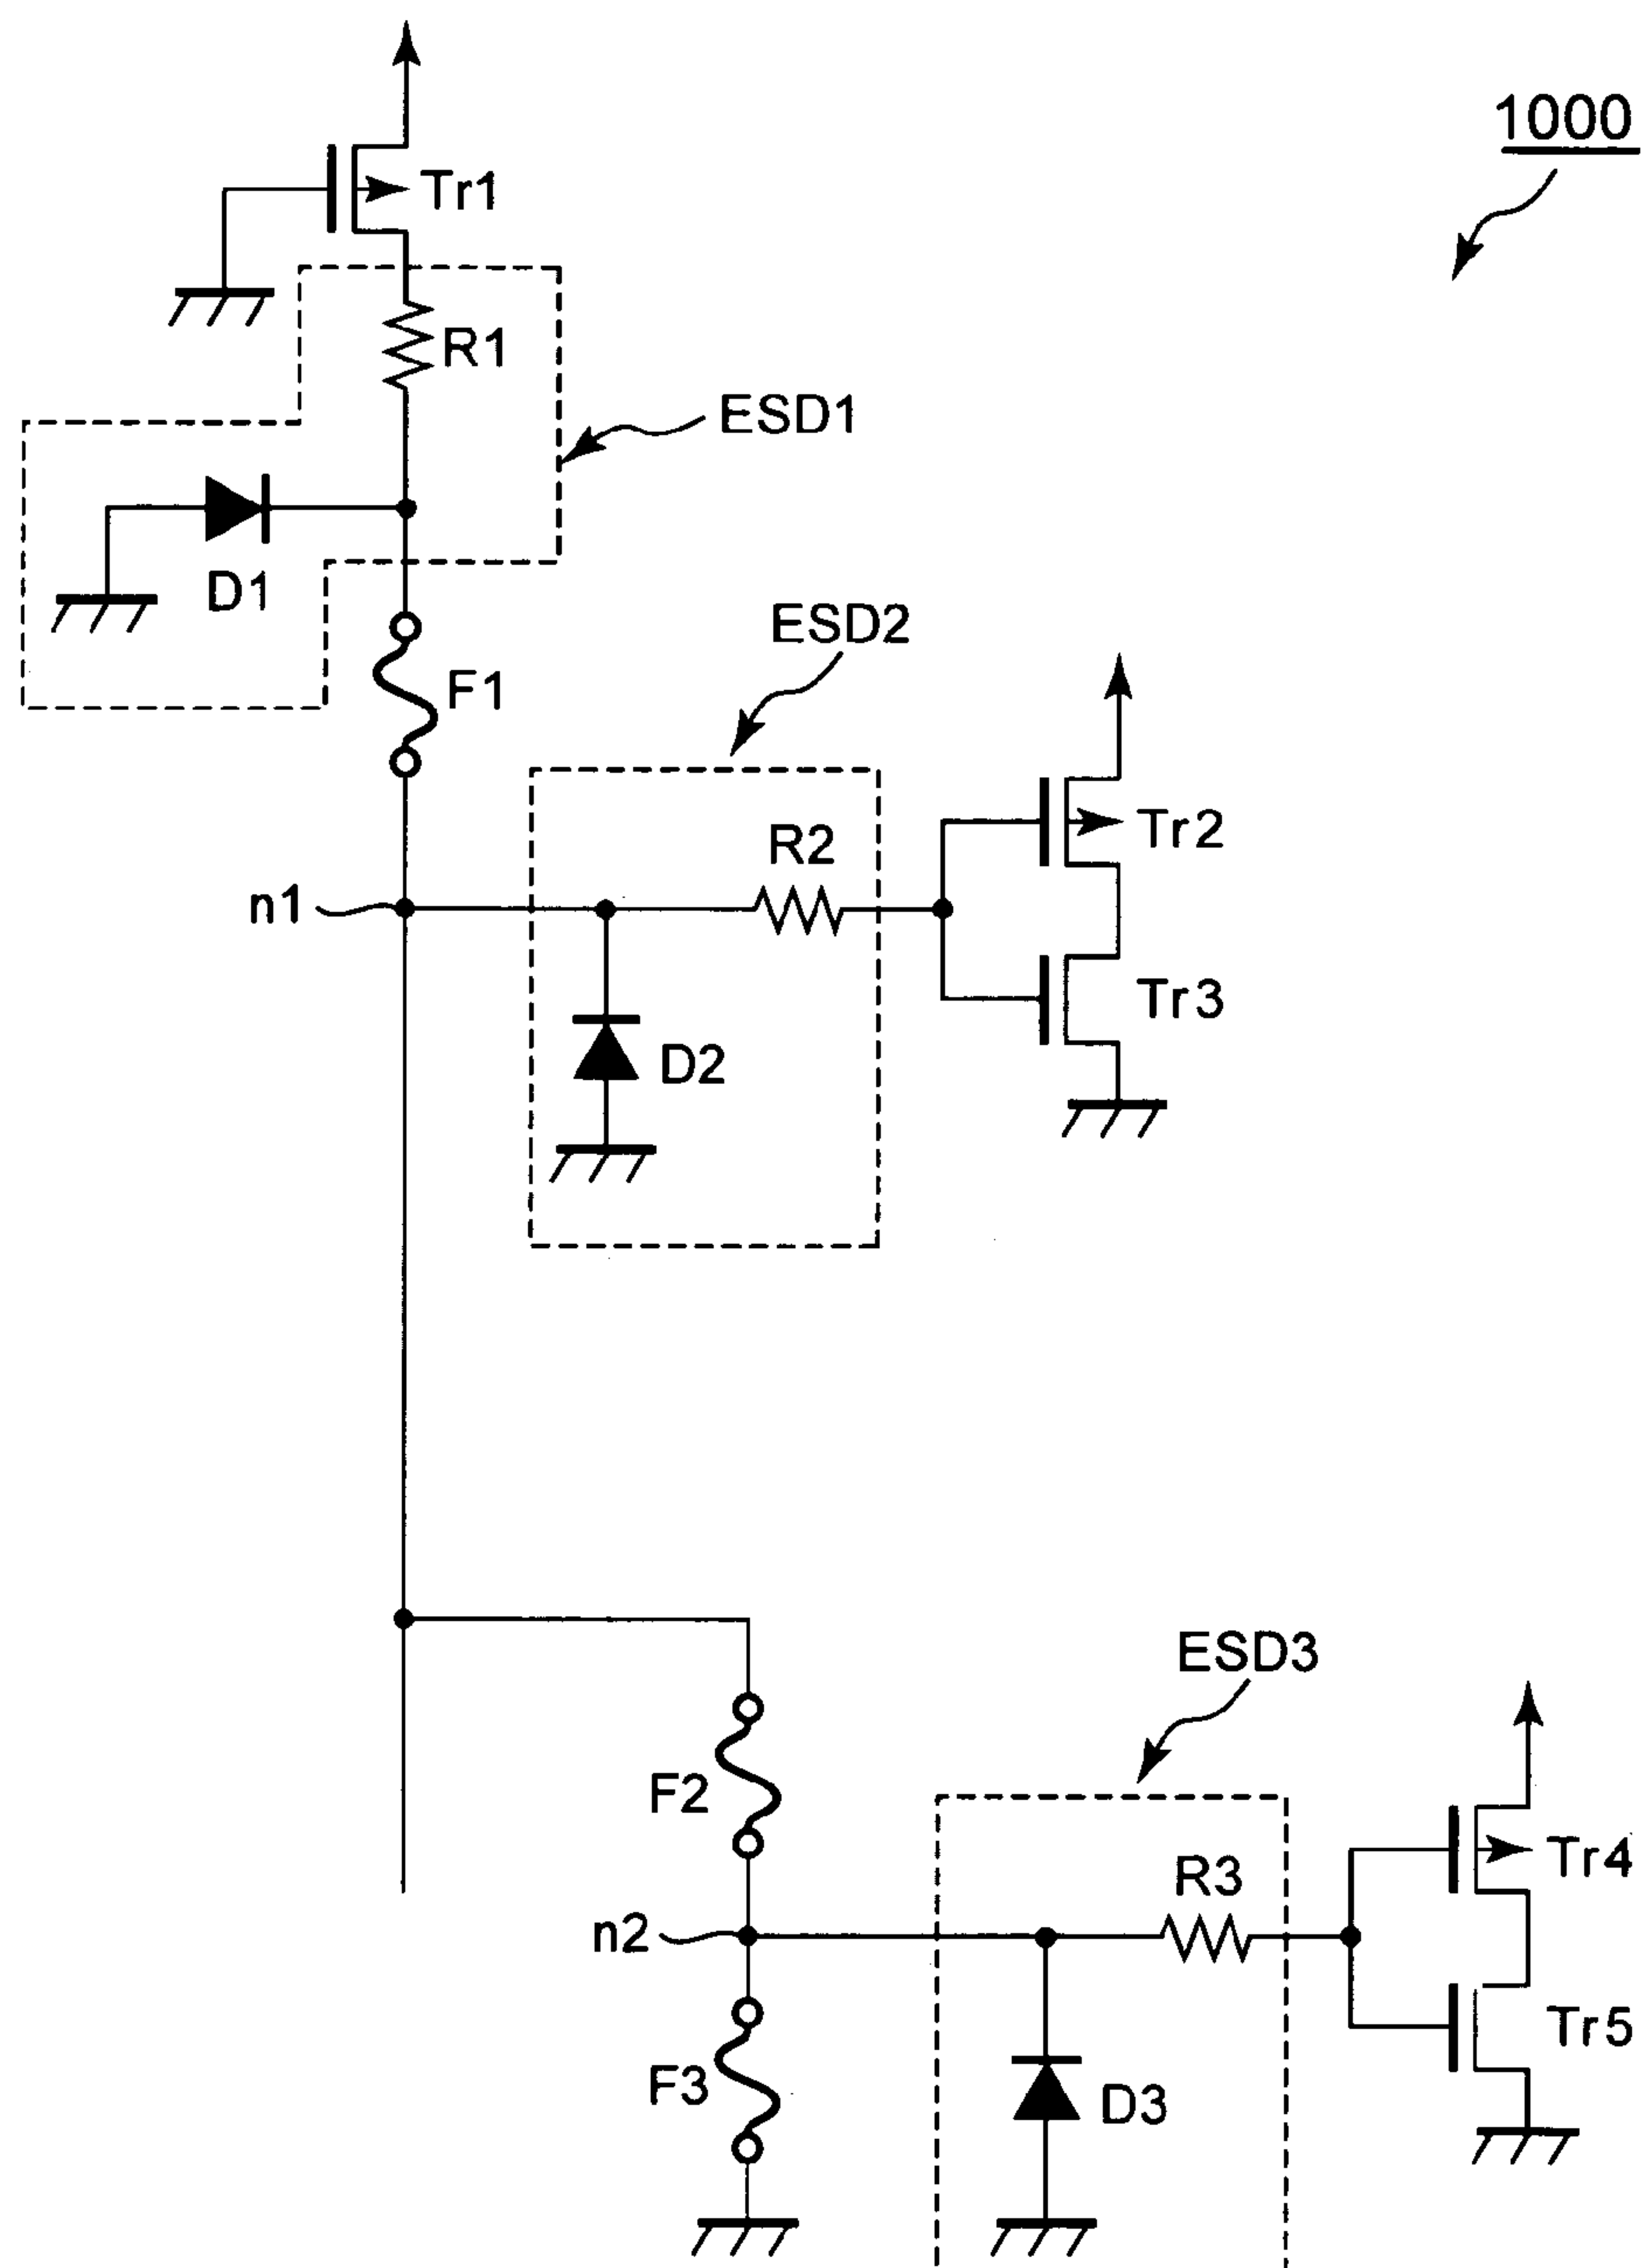 1000
Tr1
R1
ESD1
D1
ESD2
F1
R2
Tr2
n1
Tr3
D2
ESD3
F2
R3
Tr4
n2
Tr5
F3
D3